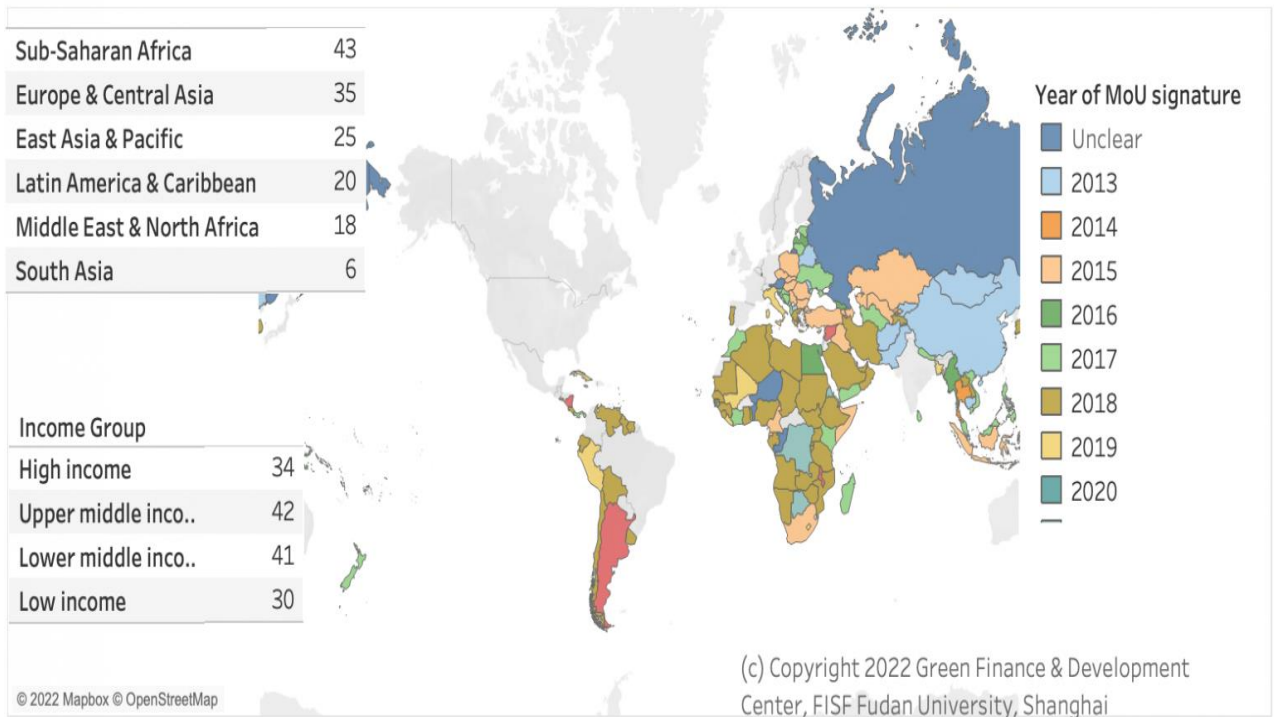 Sub-Saharan Africa 43
Europe & Central Asia 35
East Asia & Pacific 25
Latin America & Caribbean 20
Middle East & North Africa 18
South Asia 6
Income Group
High income 34
Upper middle inco.. 42
Lower middle inco.. 41
Low income 30
Year of MoU signature
Unclear
2013
2014
2015
2016
2017
2018
2019
2020
(c) Copyright 2022 Green Finance & Development
Center, FISF Fudan University, Shanghai
© 2022 Mapbox © OpenStreetMap